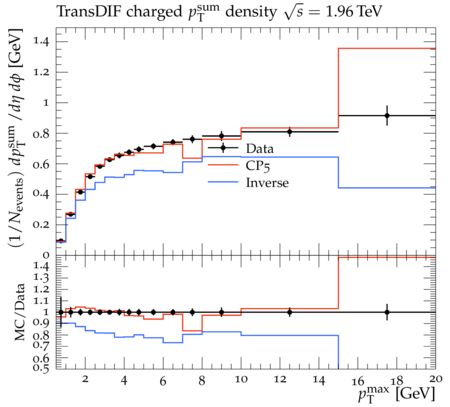 TransDIF charged p_T^sum density √s = 1.96 TeV
(1/N_events) dp_T^sum/dη dϕ [GeV]
1.4
1.2
1
0.8
0.6
0.4
0.2
0
Data
CP5
Inverse
MC/Data
1.4
1.3
1.2
1.1
1
0.9
0.8
0.7
0.6
0.5
2 4 6 8 10 12 14 16 18 20
p_T^max [GeV]